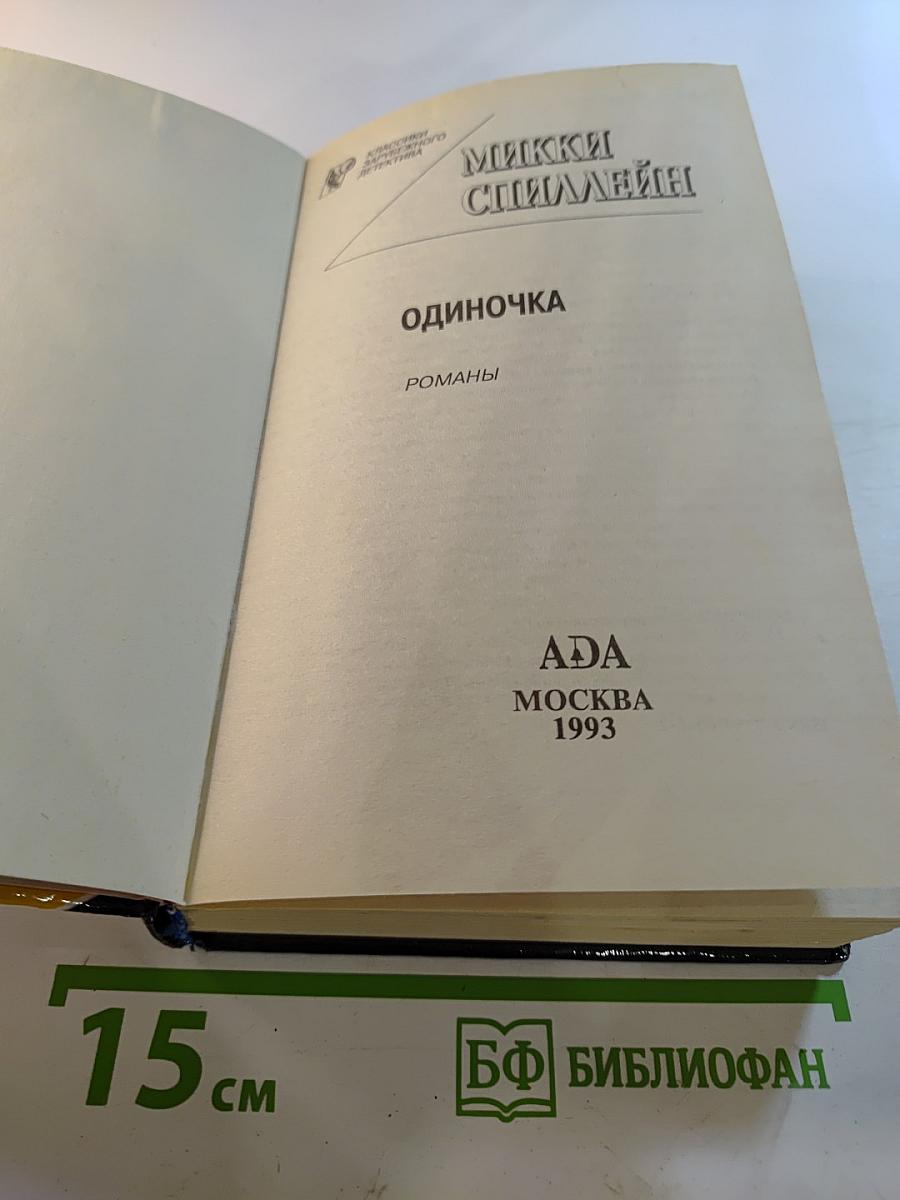 КЛАССИКИ
ЗАРУБЕЖНОГО
ДЕТЕКТИВА
МИККИ
СПИЛЛЕЙН
ОДИНОЧКА
РОМАНЫ
ADA
МОСКВА
1993
15 см
БФ БИБЛИОФАН